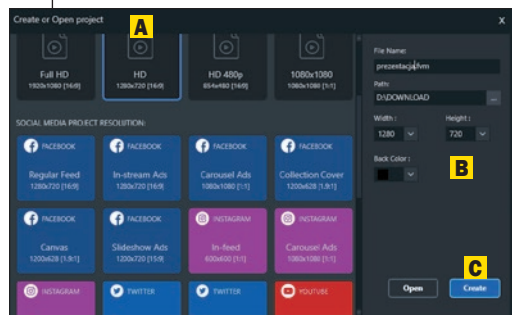 Create or Open project
X
A
Full HD
1920x1080 [16:9]
HD
1280x720 [16:9]
HD 480p
854x480 [16:9]
1080x1080
1080x1080 [1:1]
SOCIAL MEDIA PROJECT RESOLUTION:
FACEBOOK
Regular Feed
1280x720 [16:9]
FACEBOOK
In-stream Ads
1280x720 [16:9]
FACEBOOK
Carousel Ads
1080x1080 [1:1]
FACEBOOK
Collection Cover
1200x628 [1.9:1]
FACEBOOK
Canvas
1200x628 [1.9:1]
FACEBOOK
Slideshow Ads
1280x720 [15:9]
INSTAGRAM
In-feed
600x600 [1:1]
INSTAGRAM
Carousel Ads
1080x1080 [1:1]
INSTAGRAM
TWITTER
TWITTER
YOUTUBE
File Name:
prezentacja.fvm
Path:
D:\DOWNLOAD
...
Width :
Height :
1280
720
Back Color :
B
C
Open
Create